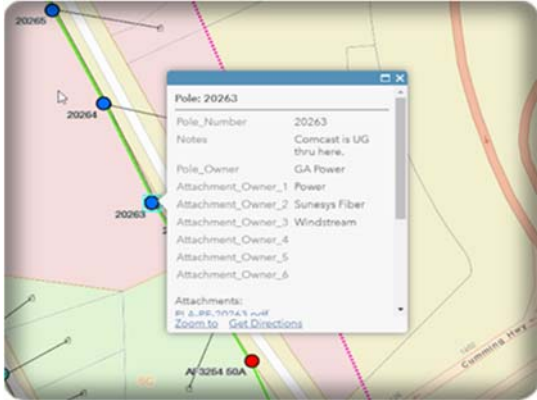 20265
20264
20263
Pole: 20263
Pole_Number 20263
Notes Comcast is UG
thru here.
Pole_Owner GA Power
Attachment_Owner_1 Power
Attachment_Owner_2 Sunesys Fiber
Attachment_Owner_3 Windstream
Attachment_Owner_4
Attachment_Owner_5
Attachment_Owner_6
Attachments:
Zoom to Get Directions
50A
Cumming Hwy